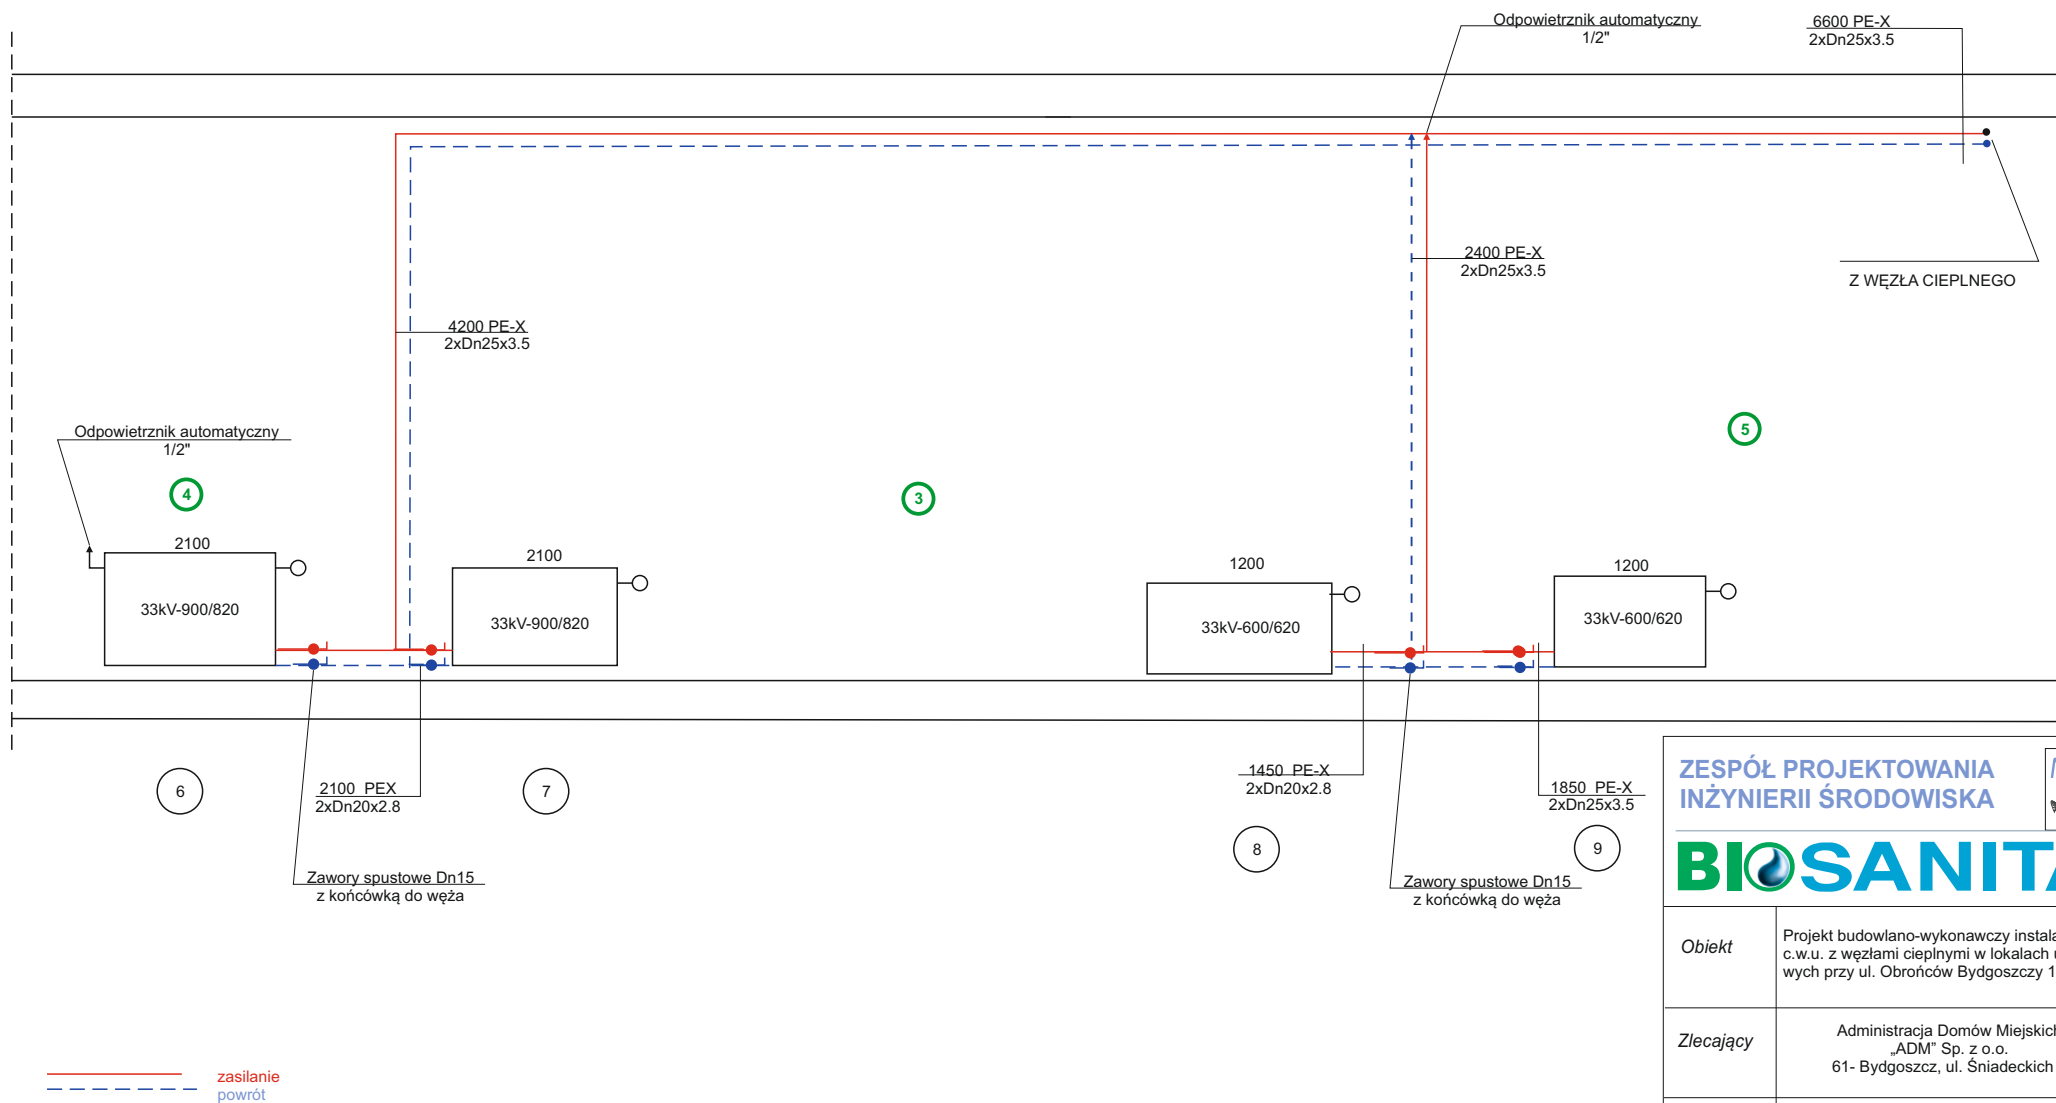 Odpowietrznik automatyczny
1/2"
6600 PE-X
2xDn25x3.5
2400 PE-X
2xDn25x3.5
Z WĘZŁA CIEPLNEGO
4200 PE-X
2xDn25x3.5
Odpowietrznik automatyczny
1/2"
4
3
5
2100
33kV-900/820
2100
33kV-900/820
1200
33kV-600/620
1200
33kV-600/620
6
2100 PEX
2xDn20x2.8
7
1450 PE-X
2xDn20x2.8
1850 PE-X
2xDn25x3.5
8
9
Zawory spustowe Dn15
z końcówką do węża
Zawory spustowe Dn15
z końcówką do węża
ZESPÓŁ PROJEKTOWANIA
INŻYNIERII ŚRODOWISKA
BIOSANITA
Obiekt
Projekt budowlano-wykonawczy instala
c.w.u. z węzłami cieplnymi w lokalach u
wych przy ul. Obrońców Bydgoszczy 1
Zlecający
Administracja Domów Miejskich
„ADM” Sp. z o.o.
61- Bydgoszcz, ul. Śniadeckich
zasilanie
powrót